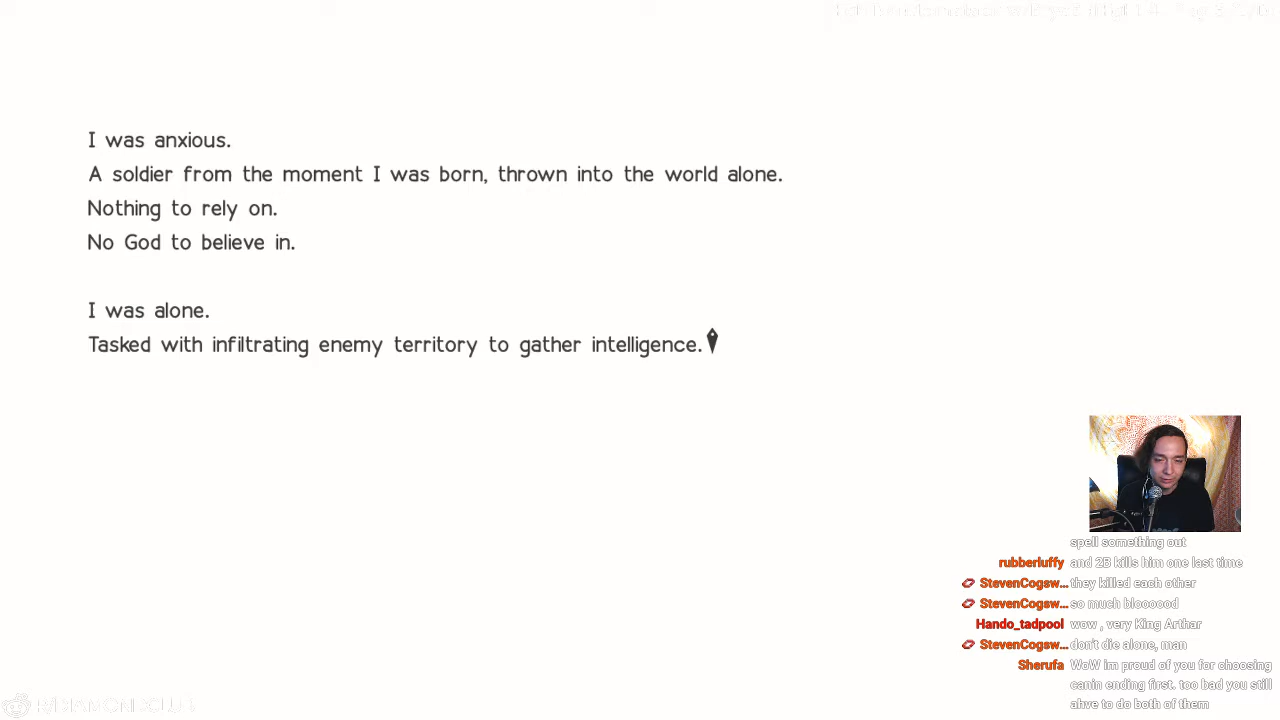 I was anxious.
A soldier from the moment I was born, thrown into the world alone.
Nothing to rely on.
No God to believe in.
I was alone.
Tasked with infiltrating enemy territory to gather intelligence.
spell something out
rubberluffy and 2B kills him one last time
StevenCogsw... they killed each other
StevenCogsw... so much bloooood
Hando_tadpool wow , very King Arthar
StevenCogsw... don't die alone, man
Sherufa WoW im proud of you for choosing
canin ending first. too bad you still
ahve to do both of them
R/DIAMONDCLUB